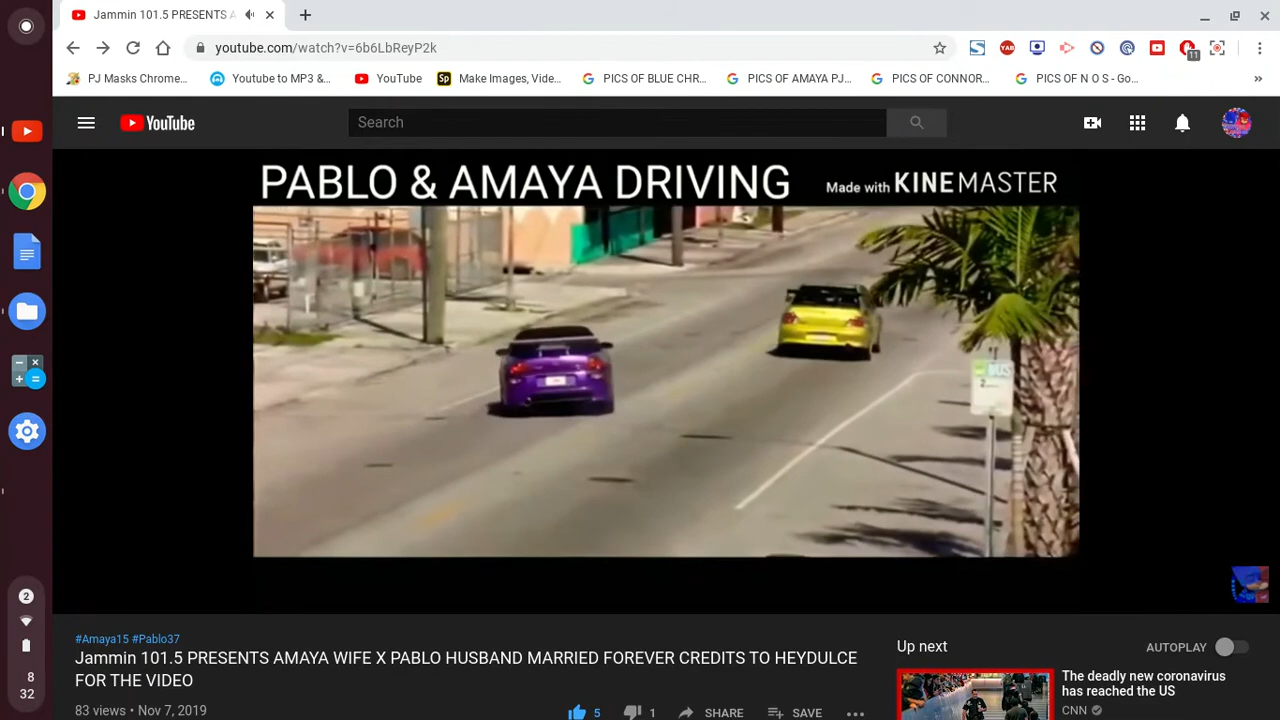 Jammin 101.5 PRESENTS A
youtube.com/watch?v=6b6LbReyP2k
11
PJ Masks Chrome...
Youtube to MP3 &...
YouTube
Sp
Make Images, Vide...
PICS OF BLUE CHR...
PICS OF AMAYA PJ...
PICS OF CONNOR...
PICS OF N O S - Go...
»
YouTube
Search
PABLO & AMAYA DRIVING
Made with KINEMASTER
BUS
2
8
32
#Amaya15 #Pablo37
Jammin 101.5 PRESENTS AMAYA WIFE X PABLO HUSBAND MARRIED FOREVER CREDITS TO HEYDULCE
FOR THE VIDEO
83 views • Nov 7, 2019
5
1
SHARE
SAVE
Up next
AUTOPLAY
The deadly new coronavirus
has reached the US
CNN